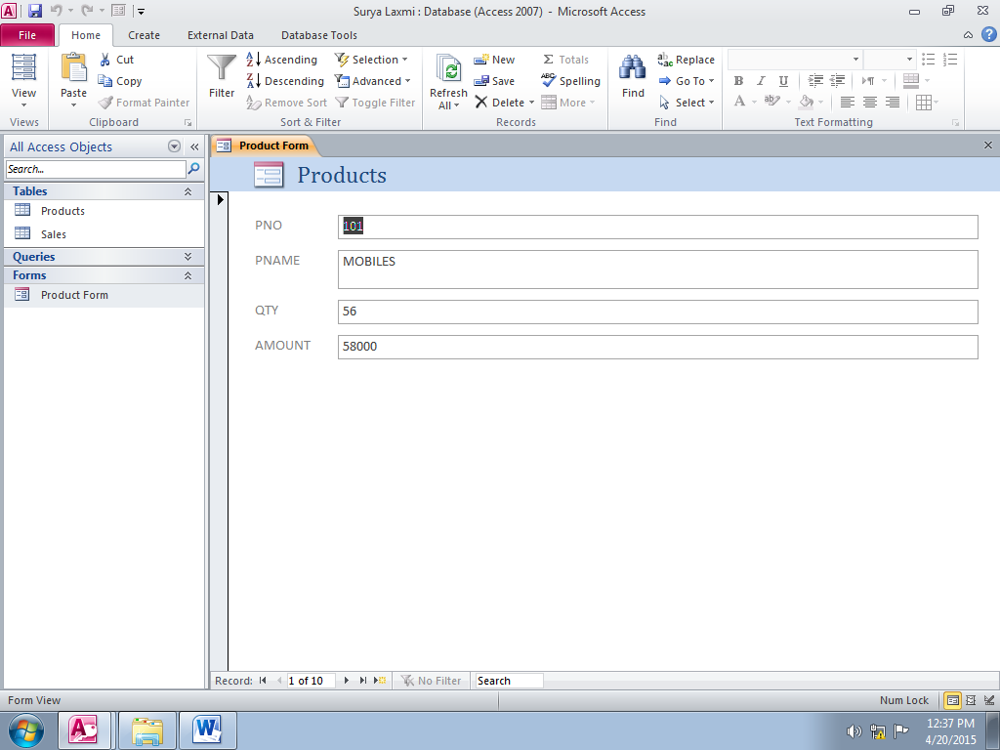 Surya Laxmi : Database (Access 2007) - Microsoft Access
File Home Create External Data Database Tools
View
Views
Paste
Cut
Copy
Format Painter
Clipboard
Filter
Ascending
Descending
Remove Sort
Selection
Advanced
Toggle Filter
Sort & Filter
Refresh
All
New
Save
Delete
Totals
Spelling
More
Records
Find
Replace
Go To
Select
Find
B I U
A
Text Formatting
All Access Objects
Search...
Tables
Products
Sales
Queries
Forms
Product Form
Product Form
Products
PNO 101
PNAME MOBILES
QTY 56
AMOUNT 58000
Record: 1 of 10 No Filter Search
Form View Num Lock
12:37 PM
4/20/2015